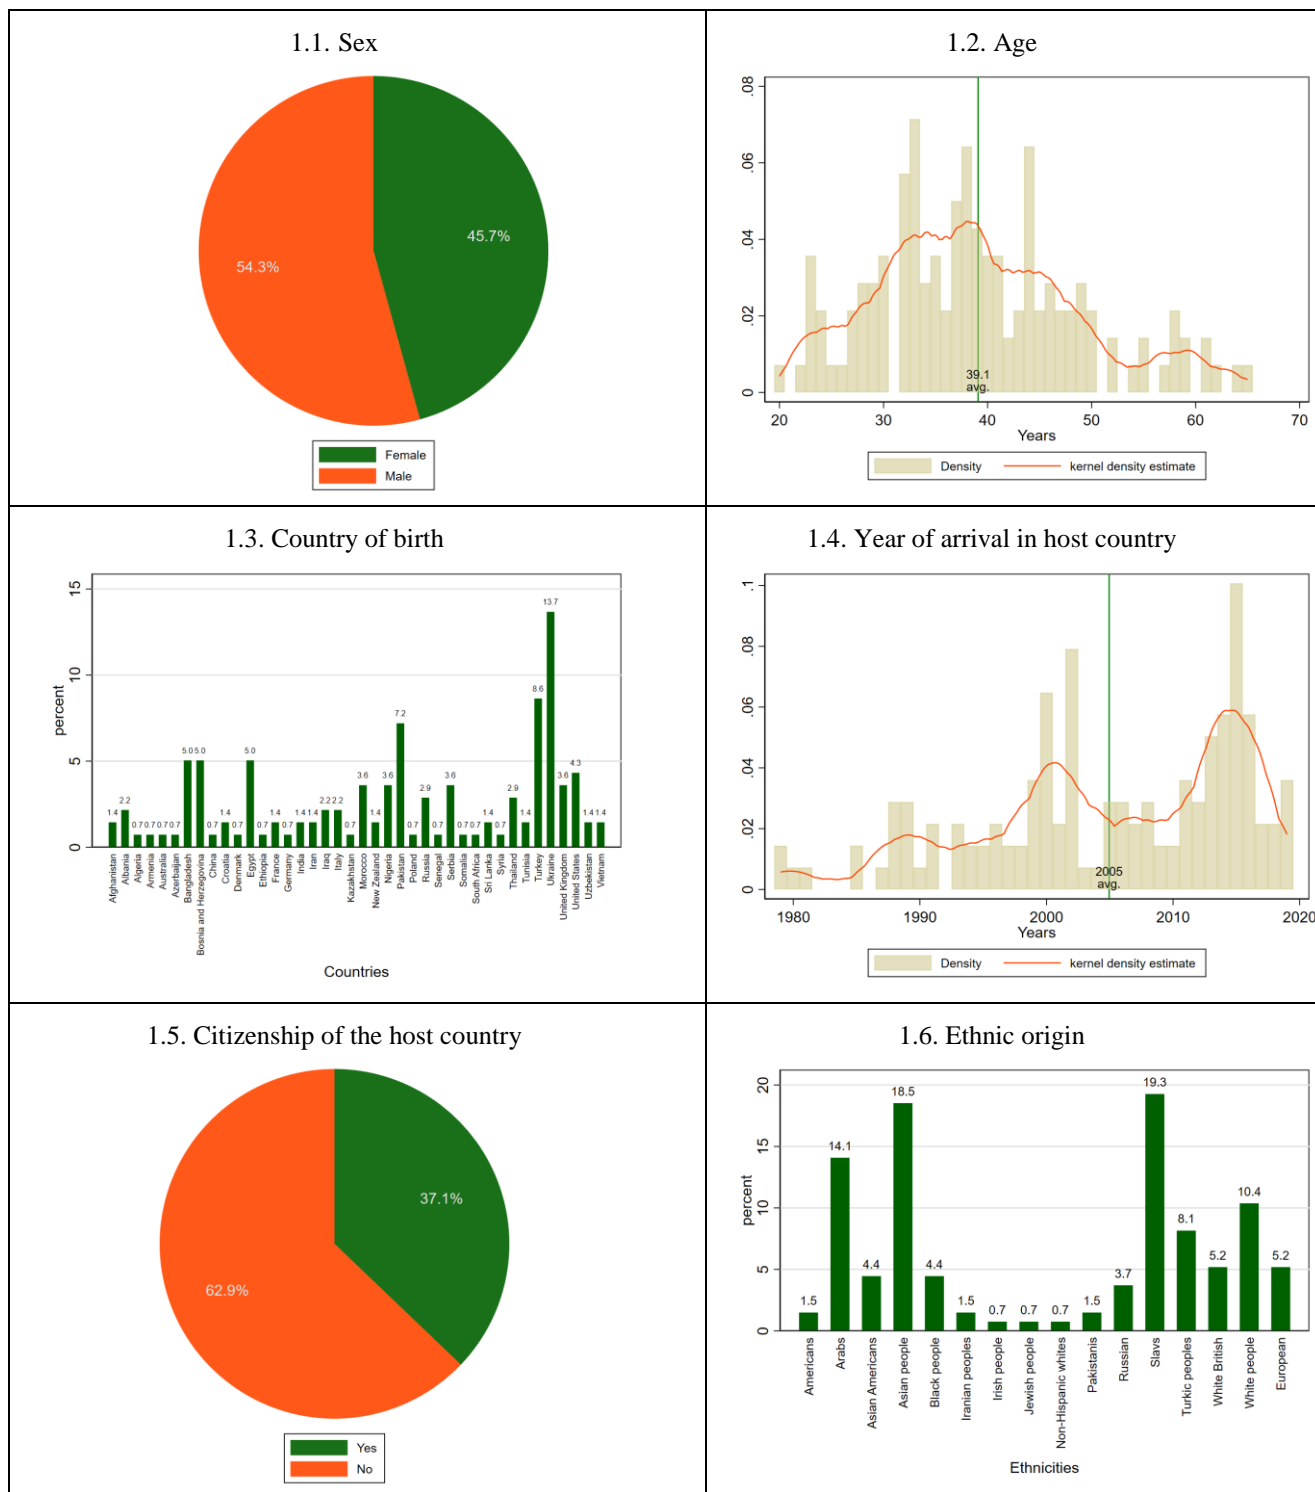 1.1. Sex
45.7%
54.3%
Female
Male
1.2. Age
.08
.06
.04
.02
0
39.1
avg.
20 30 40 50 60 70
Years
Density kernel density estimate
1.3. Country of birth
15
10
5
0
percent
1.4 2.2 0.7 0.7 0.7 0.7 5.0 5.0 0.7 1.4 0.7 5.0 0.7 1.4 0.7 1.4 1.4 2.2 2.2 0.7 3.6 1.4 3.6 7.2 0.7 2.9 0.7 3.6 0.7 0.7 1.4 0.7 2.9 1.4 8.6 13.7 3.6 4.3 1.4 1.4
Afghanistan
Albania
Algeria
Armenia
Australia
Azerbaijan
Bangladesh
Bosnia and Herzegovina
China
Croatia
Denmark
Egypt
Ethiopia
France
Germany
India
Iran
Iraq
Italy
Kazakhstan
Morocco
New Zealand
Nigeria
Pakistan
Poland
Russia
Senegal
Serbia
Somalia
South Africa
Sri Lanka
Syria
Thailand
Tunisia
Turkey
Ukraine
United Kingdom
United States
Uzbekistan
Vietnam
Countries
1.4. Year of arrival in host country
.1
.08
.06
.04
.02
0
2005
avg.
1980 1990 2000 2010 2020
Years
Density kernel density estimate
1.5. Citizenship of the host country
37.1%
62.9%
Yes
No
1.6. Ethnic origin
20
15
10
5
0
percent
1.5 14.1 4.4 18.5 4.4 1.5 0.7 0.7 0.7 1.5 3.7 19.3 8.1 5.2 10.4 5.2
Americans
Arabs
Asian Americans
Asian people
Black people
Iranian peoples
Irish people
Jewish people
Non-Hispanic whites
Pakistanis
Russian
Slavs
Turkic peoples
White British
White people
European
Ethnicities